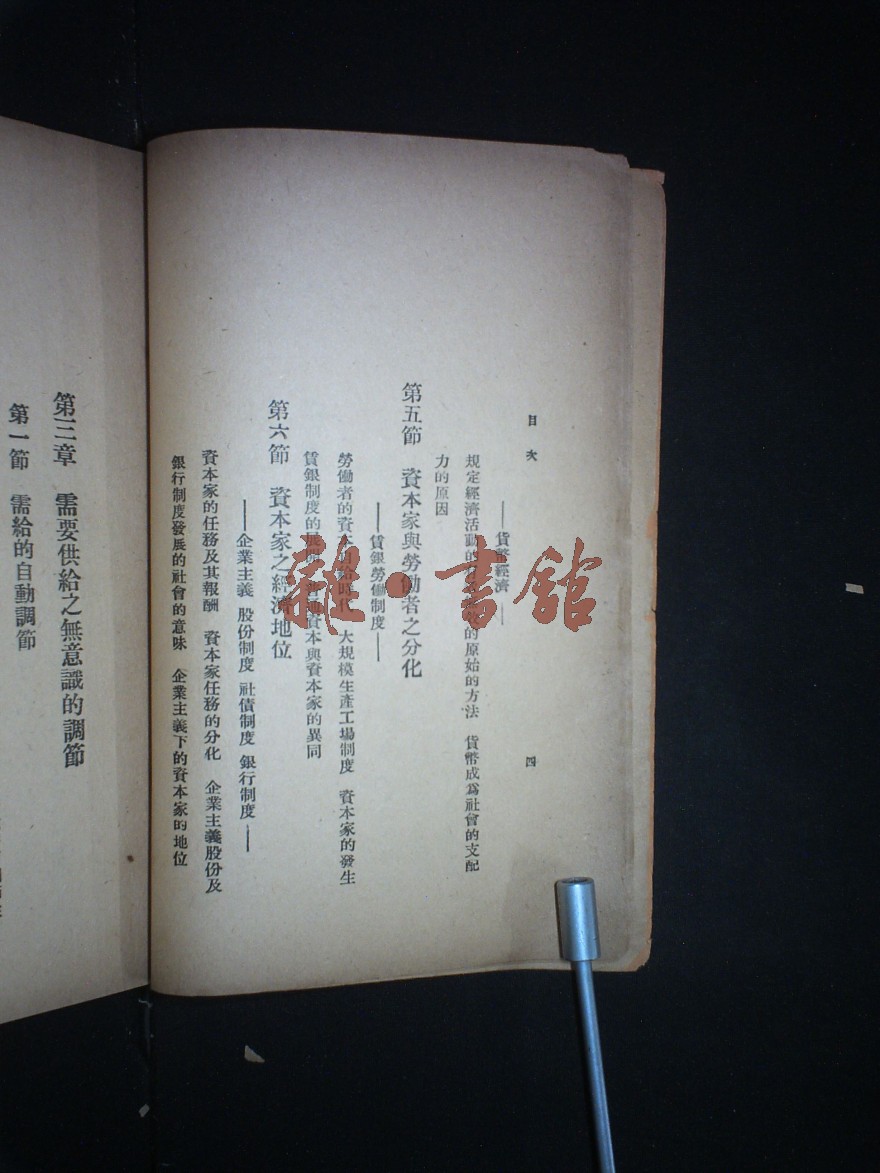 目次
四
——貨幣經濟——
規定經濟活動的 的原始的方法　貨幣成爲社會的支配
力的原因
第五節　資本家與勞働者之分化
——賃銀勞働制度——
勞働者的資本 時代　大規模生產工場制度　資本家的發生
賃銀制度的 資本與資本家的異同
第六節　資本家之經濟地位
——企業主義　股份制度　社債制度　銀行制度——
資本家的任務及其報酬　資本家任務的分化　企業主義股份及
銀行制度發展的社會的意味　企業主義下的資本家的地位
第三章　需要供給之無意識的調節
第一節　需給的自動調節
雜·書館